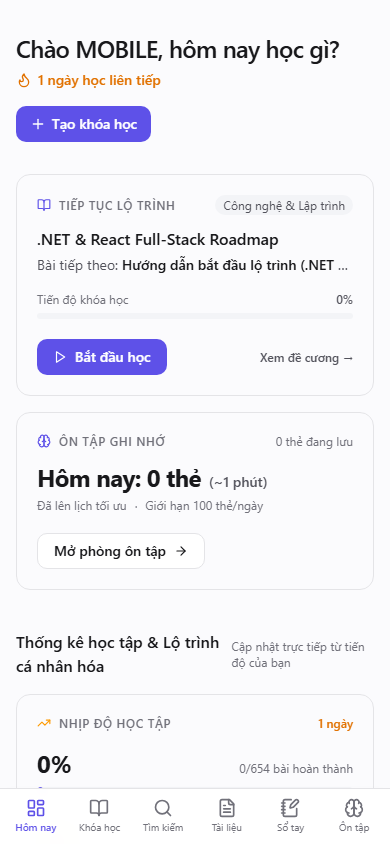 Chào MOBILE, hôm nay học gì?
1 ngày học liên tiếp
Tạo khóa học
TIẾP TỤC LỘ TRÌNH
Công nghệ & Lập trình
.NET & React Full-Stack Roadmap
Bài tiếp theo: Hướng dẫn bắt đầu lộ trình (.NET ...
Tiến độ khóa học
0%
Bắt đầu học
Xem đề cương →
ÔN TẬP GHI NHỚ
0 thẻ đang lưu
Hôm nay: 0 thẻ (~1 phút)
Đã lên lịch tối ưu · Giới hạn 100 thẻ/ngày
Mở phòng ôn tập →
Thống kê học tập & Lộ trình
cá nhân hóa
Cập nhật trực tiếp từ tiến
độ của bạn
NHỊP ĐỘ HỌC TẬP
1 ngày
0%
0/654 bài hoàn thành
Hôm nay
Khóa học
Tìm kiếm
Tài liệu
Sổ tay
Ôn tập